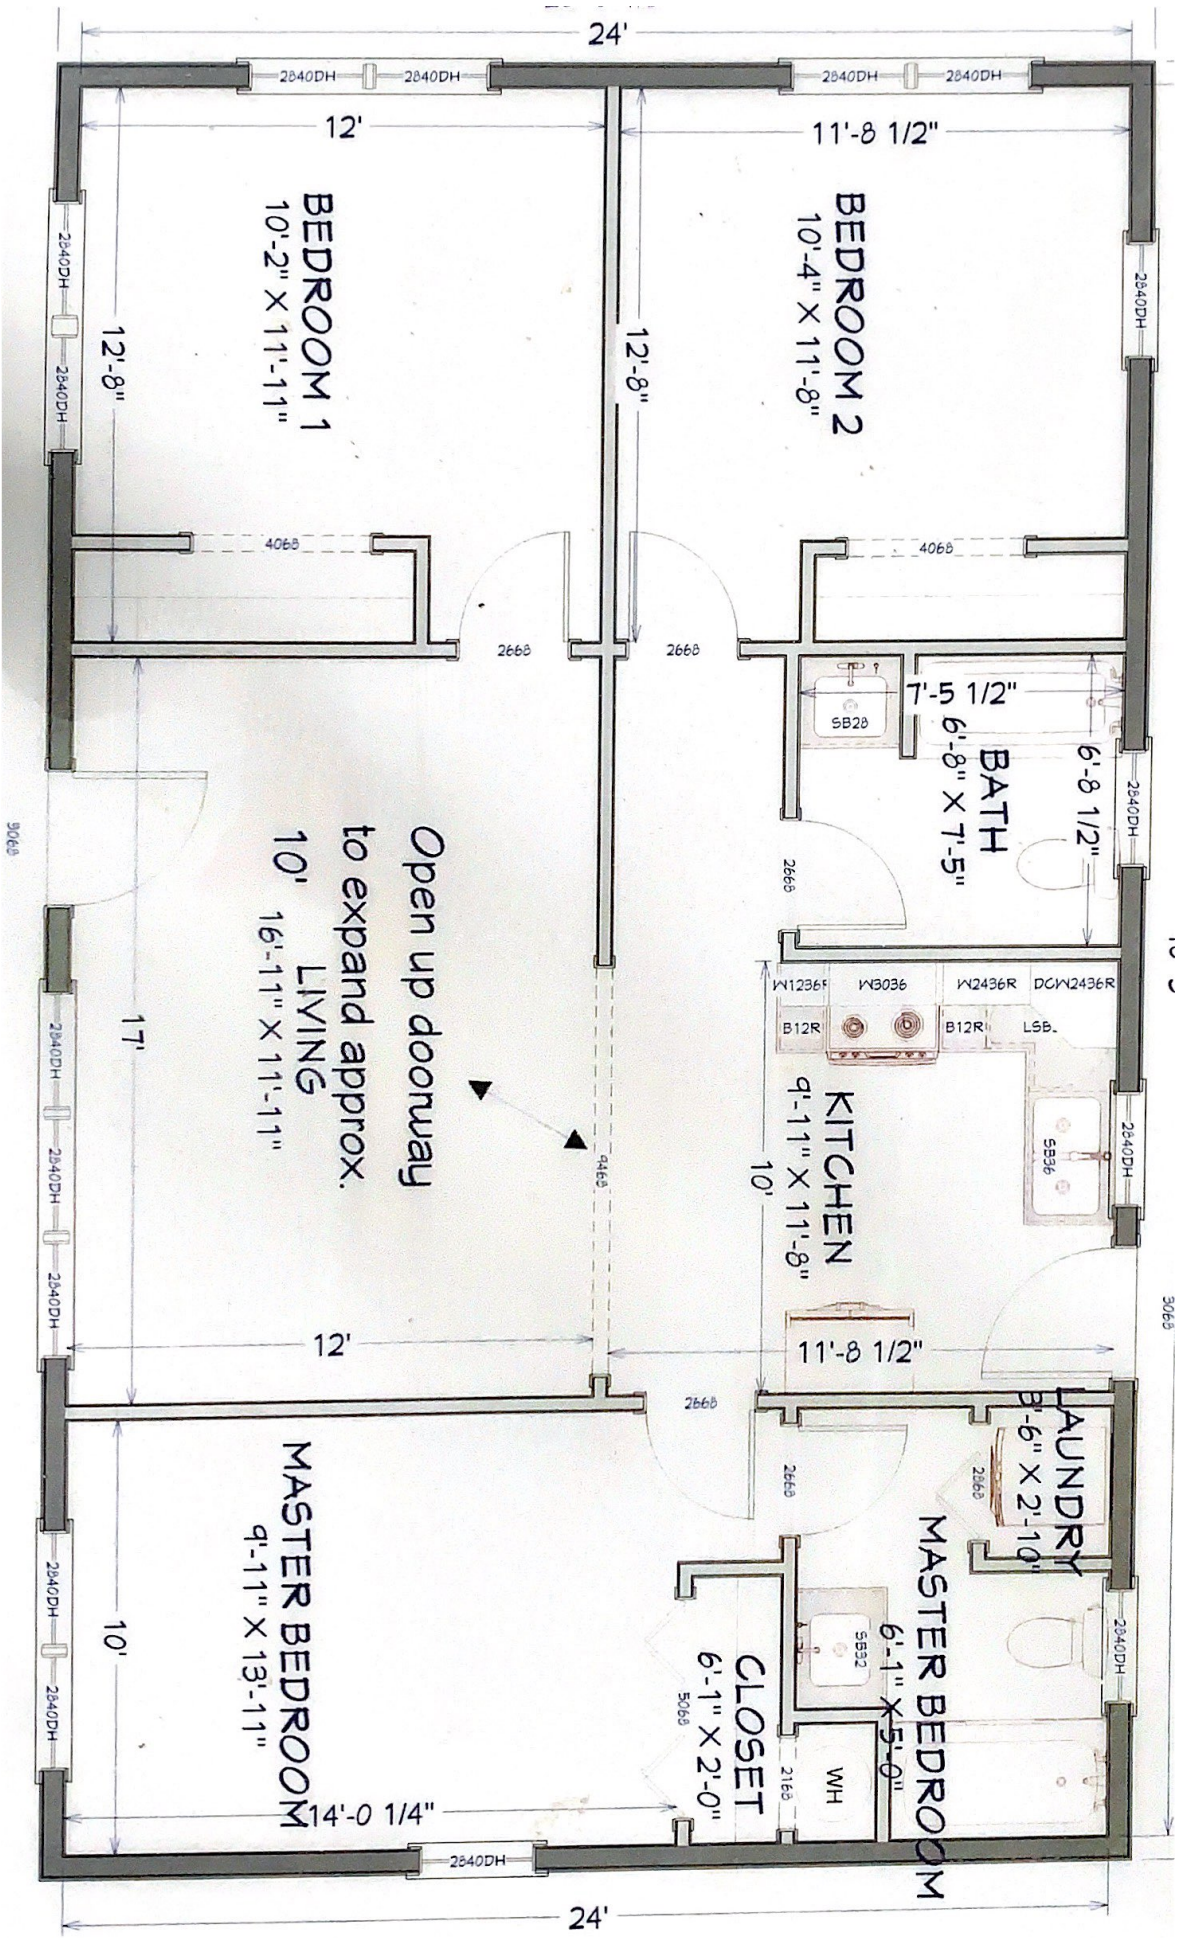 24'
2840DH
2840DH
2840DH
2840DH
12'
11'-8 1/2"
BEDROOM 1
10'-2" X 11'-11"
BEDROOM 2
10'-4" X 11'-8"
2840DH
2840DH
2840DH
12'-8"
12'-8"
4068
4068
2668
2668
SB28
7'-5 1/2"
BATH
6'-8" X 7'-5"
6'-8 1/2"
2840DH
2668
9068
Open up doorway
to expand approx.
10'
LIVING
16'-11" X 11'-11"
W3036
W2436R
DCW2436R
B12R
B12R
17'
2840DH
2840DH
2840DH
9468
KITCHEN
9'-11" X 11'-8"
10'
SB36
2840DH
3068
12'
11'-8 1/2"
2668
2668
2868
LAUNDRY
3'-6" X 2'-10"
MASTER BEDROOM
9'-11" X 13'-11"
MASTER BEDROOM
6'-1" X 5'-0"
SB32
2840DH
2840DH
2840DH
10'
CLOSET
6'-1" X 2'-0"
5068
2168
WH
14'-0 1/4"
2840DH
24'